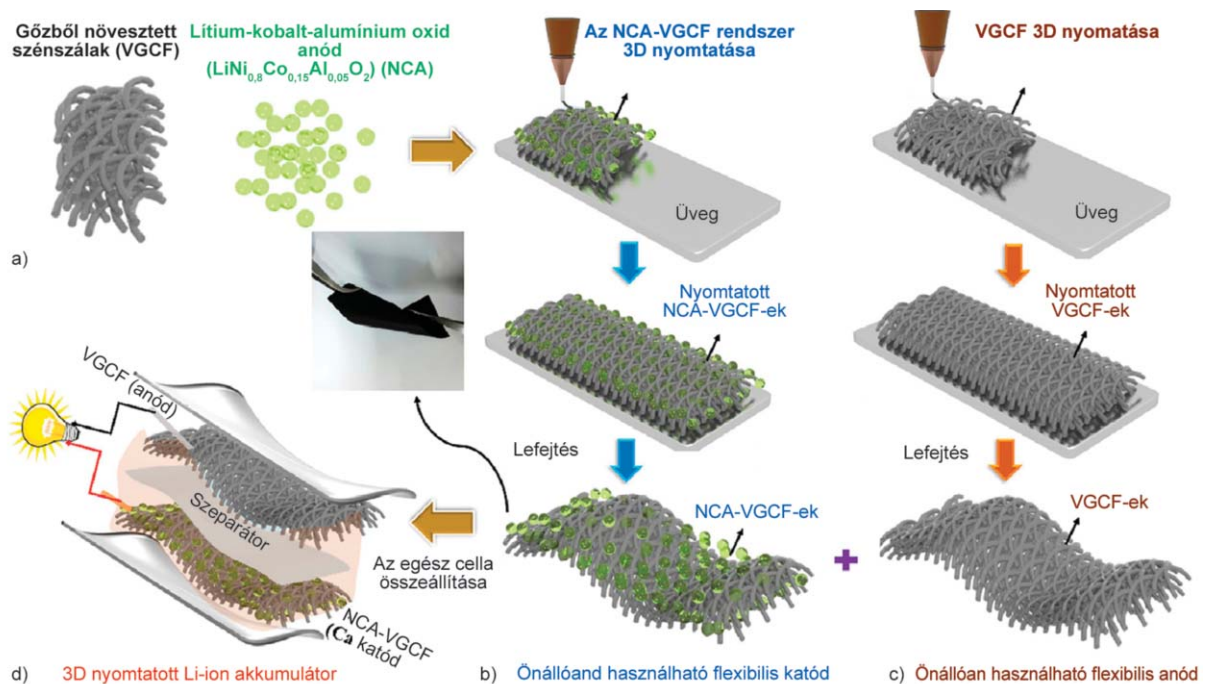 Gőzből növesztett
szénszálak (VGCF)
Lítium-kobalt-alumínium oxid
anód
(LiNi0,8Co0,15Al0,05O2) (NCA)
Az NCA-VGCF rendszer
3D nyomtatása
VGCF 3D nyomatása
Üveg
Üveg
a)
Nyomtatott
NCA-VGCF-ek
Nyomtatott
VGCF-ek
VGCF (anód)
Lefejtés
Lefejtés
Szeparátor
NCA-VGCF-ek
VGCF-ek
Az egész cella
összeállítása
NCA-VGCF
(Ca katód
d) 3D nyomtatott Li-ion akkumulátor
b) Önállóand használható flexibilis katód
c) Önállóan használható flexibilis anód